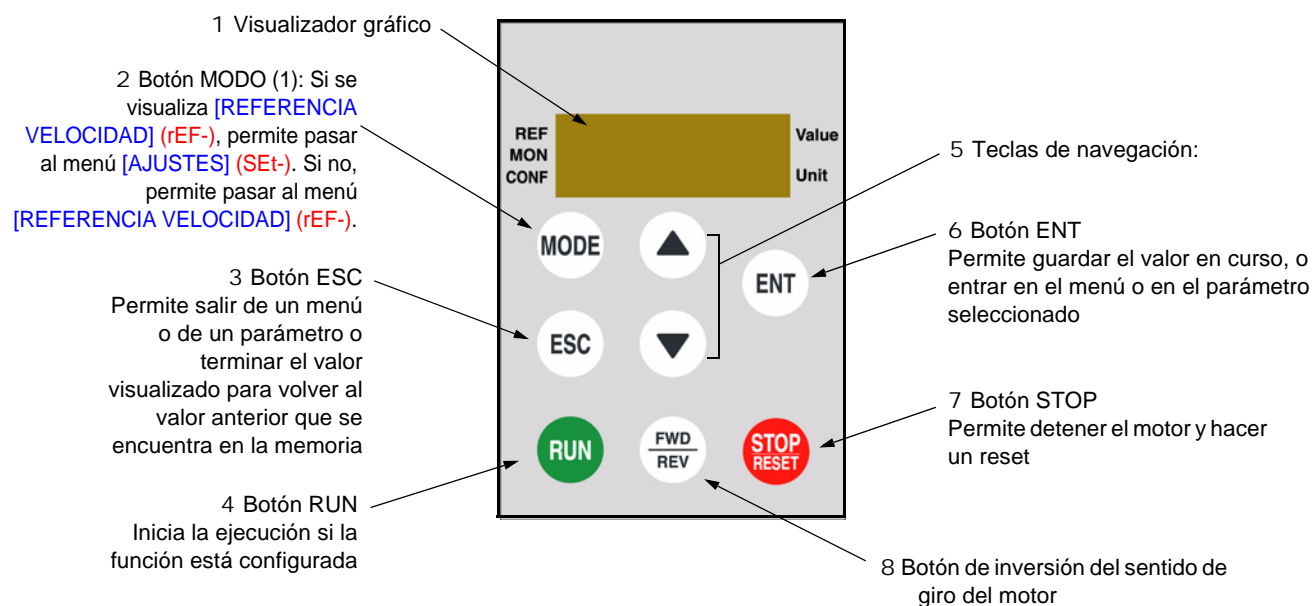 1 Visualizador gráfico
2 Botón MODO (1): Si se
visualiza [REFERENCIA
VELOCIDAD] (rEF-), permite pasar
al menú [AJUSTES] (SEt-). Si no,
permite pasar al menú
[REFERENCIA VELOCIDAD] (rEF-).
3 Botón ESC
Permite salir de un menú
o de un parámetro o
terminar el valor
visualizado para volver al
valor anterior que se
encuentra en la memoria
4 Botón RUN
Inicia la ejecución si la
función está configurada
REF
MON
CONF
Value
Unit
MODE
ENT
ESC
RUN
FWD
REV
STOP
RESET
5 Teclas de navegación:
6 Botón ENT
Permite guardar el valor en curso, o
entrar en el menú o en el parámetro
seleccionado
7 Botón STOP
Permite detener el motor y hacer
un reset
8 Botón de inversión del sentido de
giro del motor